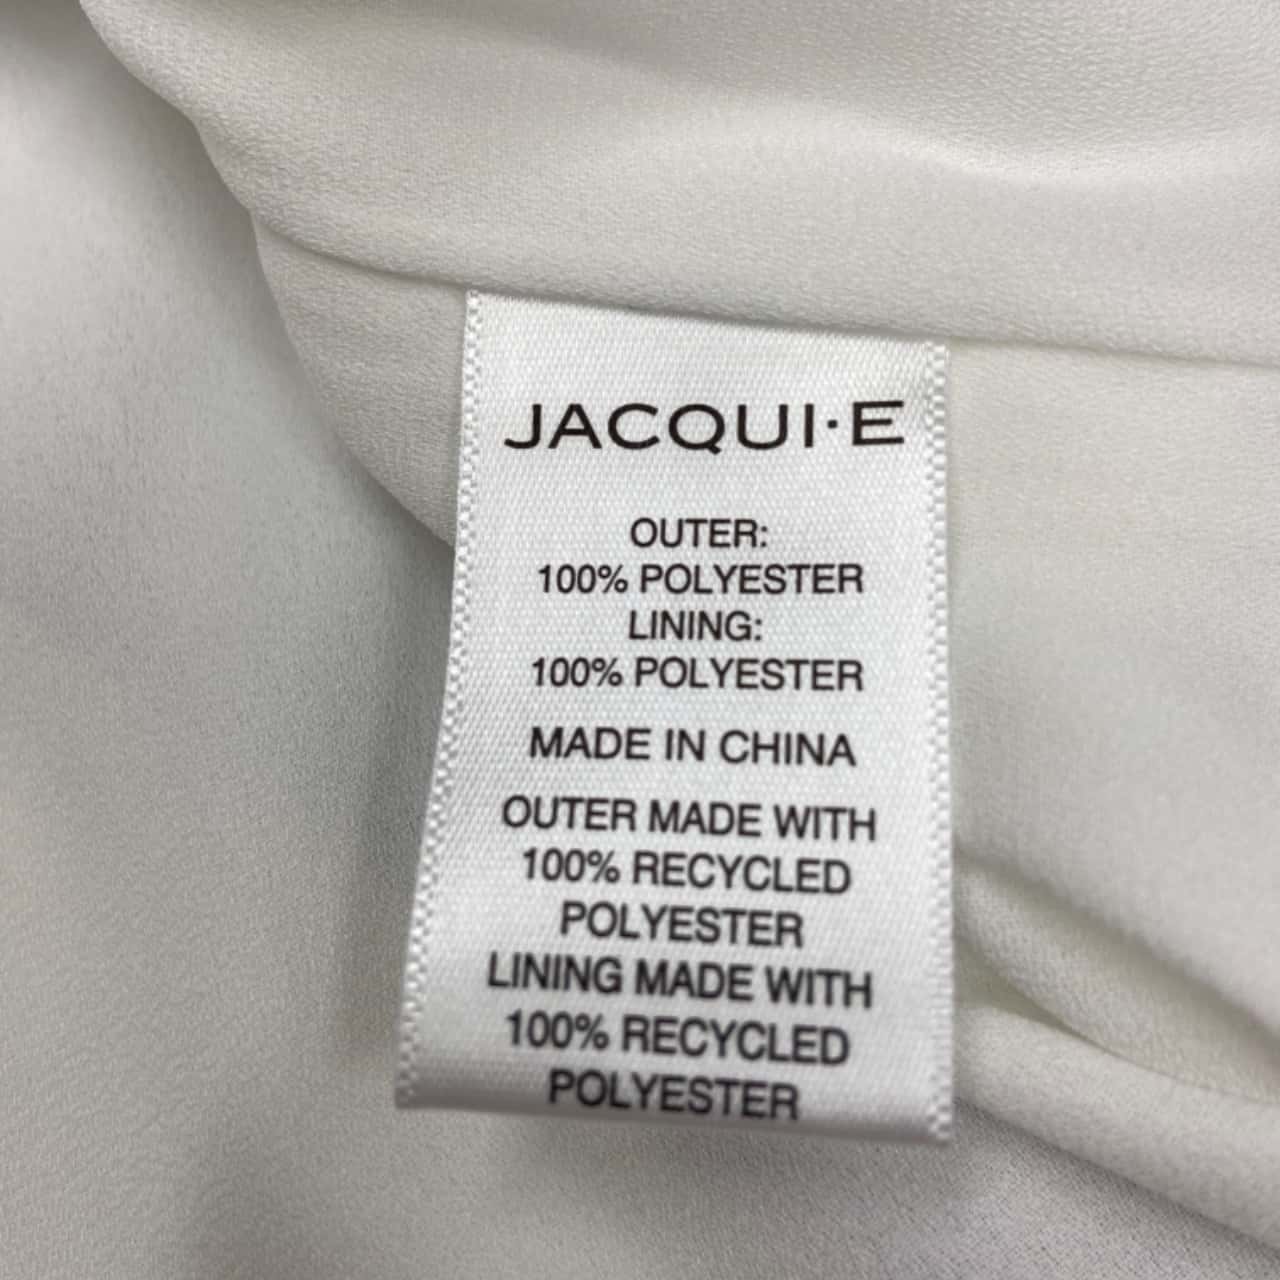 JACQUI·E
OUTER:
100% POLYESTER
LINING:
100% POLYESTER
MADE IN CHINA
OUTER MADE WITH
100% RECYCLED
POLYESTER
LINING MADE WITH
100% RECYCLED
POLYESTER